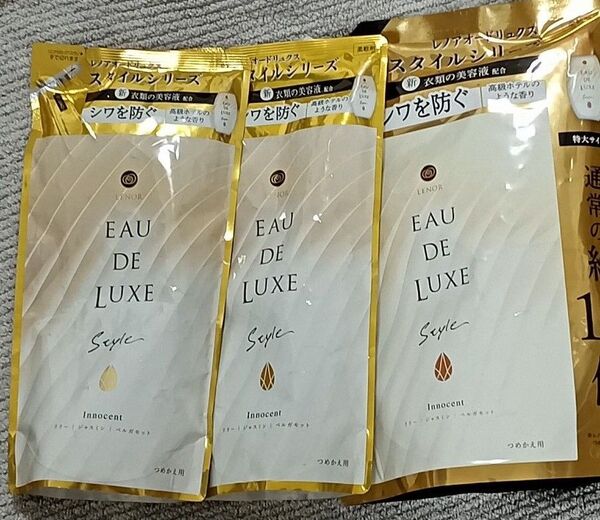 レノアオードリュクス
スタイルシリーズ
新 衣類の美容液 配合
シワを防ぐ
高級ホテルの
ような香り
LENOR
EAU
DE
LUXE
Style
Innocent
リリー | ジャスミン | ベルガモット
つめかえ用
オードリュクス
タイルシリーズ
柔軟剤
新 衣類の美容液 配合
シワを防ぐ
高級ホテルの
ような香り
EAU
DE
LUXE
Style
Innocent
リリー | ジャスミン | ベルガモット
つめかえ用
レノアオードリュクス
スタイルシリーズ
新 衣類の美容液 配合
シワを防ぐ
高級ホテルの
ような香り
特大サイ
通常の
LENOR
EAU
DE
LUXE
Style
Innocent
リリー | ジャスミン | ベルガモット
つめかえ用